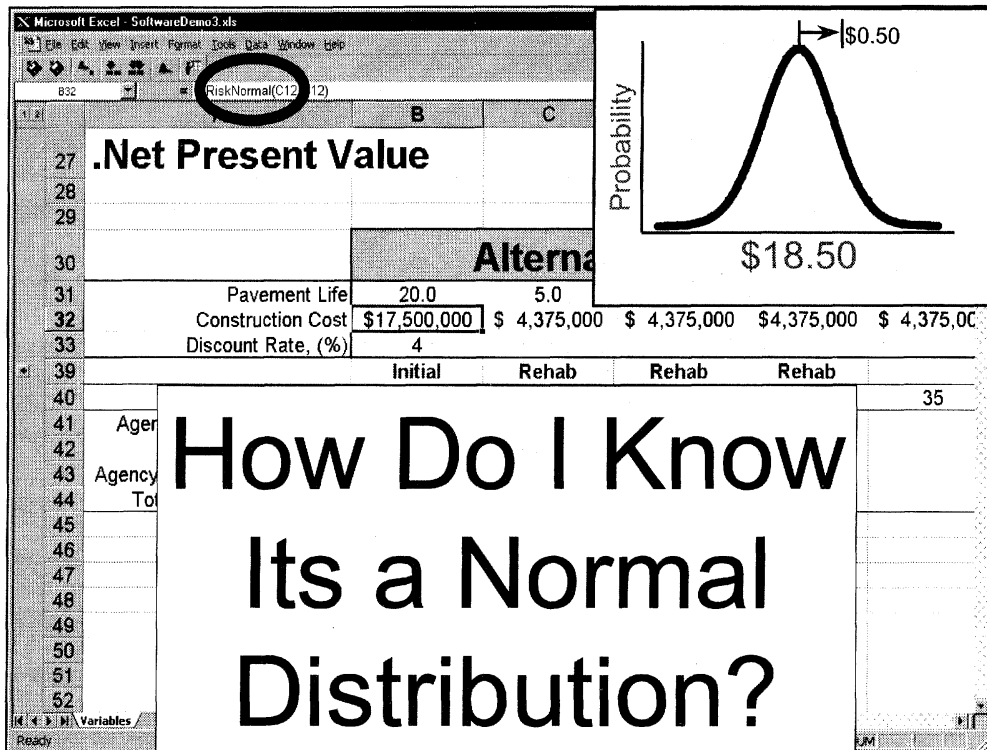 Microsoft Excel - SoftwareDemo3.xls
File Edit View Insert Format Tools Data Window Help
B32 = RiskNormal(C12 12)
1 2
B C
27 .Net Present Value
28
29
30 Alterna
31 Pavement Life 20.0 5.0
32 Construction Cost $17,500,000 $ 4,375,000 $ 4,375,000 $4,375,000 $ 4,375,00
33 Discount Rate, (%) 4
39 Initial Rehab Rehab Rehab
40 35
41 Ager
42
43 Agency
44 Tot
45
46
47
48
49
50
51
52
Variables
Ready
$0.50
Probability
$18.50
How Do I Know
Its a Normal
Distribution?